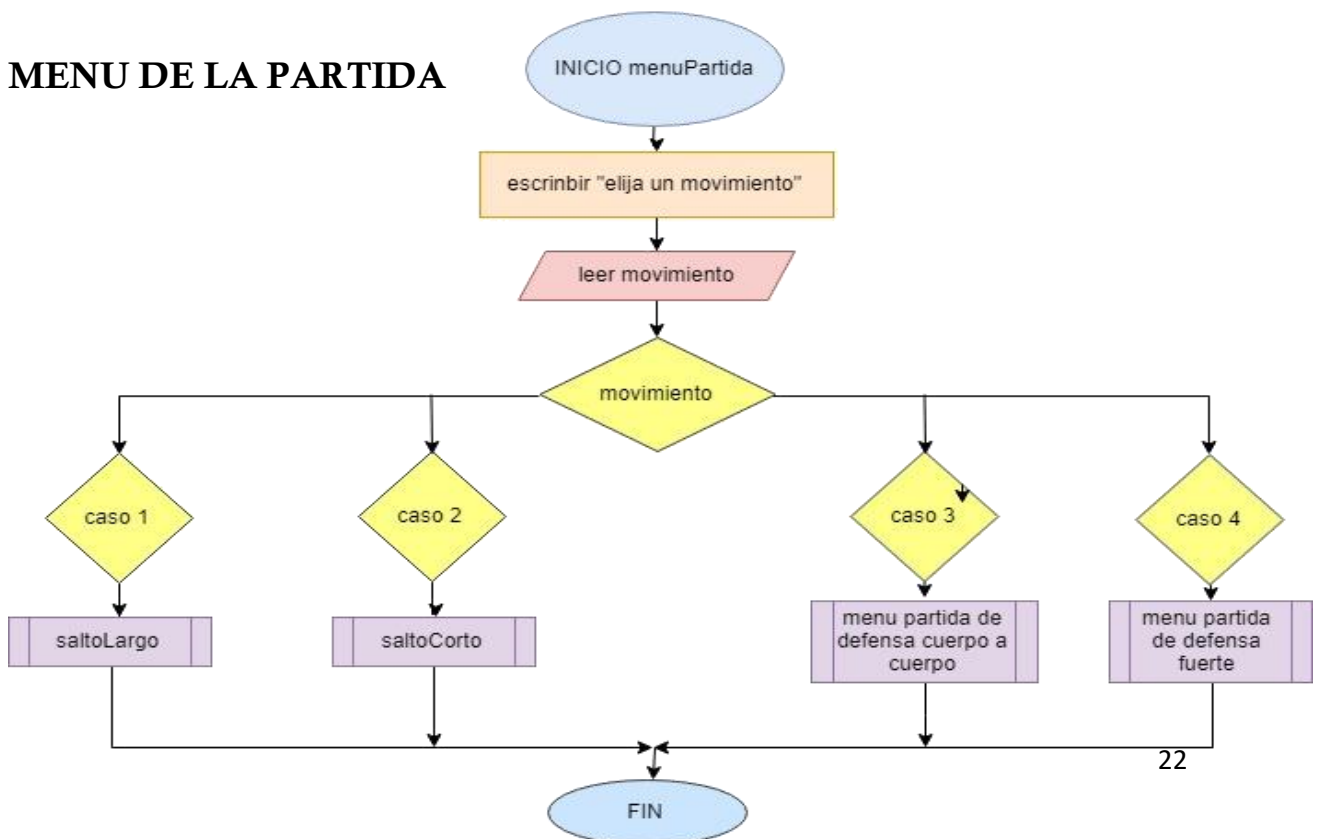 MENU DE LA PARTIDA
INICIO menuPartida
escrinbir "elija un movimiento"
leer movimiento
movimiento
caso 1
caso 2
caso 3
caso 4
saltoLargo
saltoCorto
menu partida de
defensa cuerpo a
cuerpo
menu partida
de defensa
fuerte
22
FIN